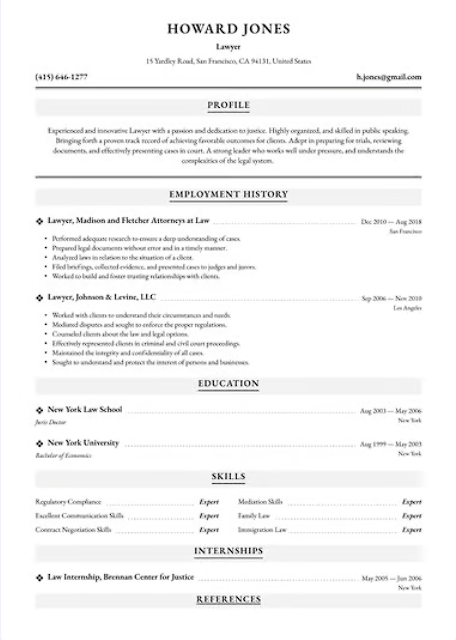 HOWARD JONES
Lawyer
15 Yardley Road, San Francisco, CA 94131, United States
(415) 646-1277 h.jones@gmail.com
PROFILE
Experienced and innovative Lawyer with a passion and dedication to justice. Highly organized, and skilled in public speaking.
Bringing forth a proven track record of achieving favorable outcomes for clients. Adept in preparing for trials, reviewing
documents, and effectively presenting cases in court. A strong leader who works well under pressure, and understands the
complexities of the legal system.
EMPLOYMENT HISTORY
Lawyer, Madison and Fletcher Attorneys at Law Dec 2010 — Aug 2018
San Francisco
• Performed adequate research to ensure a deep understanding of cases.
• Prepared legal documents without error and in a timely manner.
• Analyzed laws in relation to the situation of a client.
• Filed briefings, collected evidence, and presented cases to judges and jurors.
• Worked to build and foster trusting relationships with clients.
Lawyer, Johnson & Levine, LLC Sep 2006 — Nov 2010
Los Angeles
• Worked with clients to understand their circumstances and needs.
• Mediated disputes and sought to enforce the proper regulations.
• Counseled clients about the law and legal options.
• Effectively represented clients in criminal and civil court proceedings.
• Maintained the integrity and confidentiality of all cases.
• Sought to understand and protect the interest of persons and businesses.
EDUCATION
New York Law School Aug 2003 — May 2006
Juris Doctor New York
New York University Aug 1999 — May 2003
Bachelor of Economics New York
SKILLS
Regulatory Compliance Expert Mediation Skills Expert
Excellent Communication Skills Expert Family Law Expert
Contract Negotiation Skills Expert Immigration Law Expert
INTERNSHIPS
Law Internship, Brennan Center for Justice May 2005 — Jun 2006
New York
REFERENCES